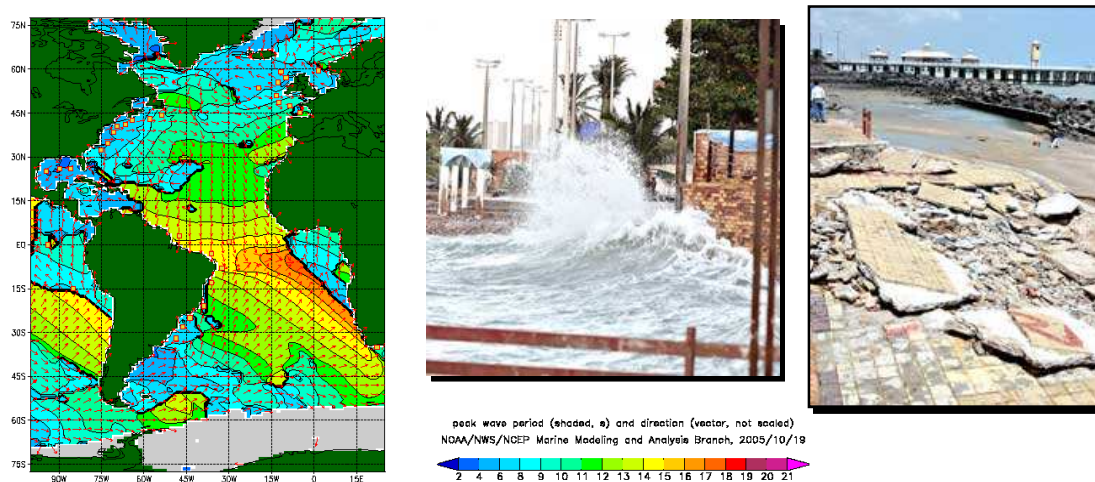 75N
60N
45N
30N
15N
EQ
15S
30S
45S
60S
75S
90W 75W 60W 45W 30W 15W 0 15E
peak wave period (shaded, s) and direction (vector, not scaled)
NOAA/NWS/NCEP Marine Modeling and Analysis Branch, 2005/10/19
2 4 6 8 9 10 11 12 13 14 15 16 17 18 19 20 21